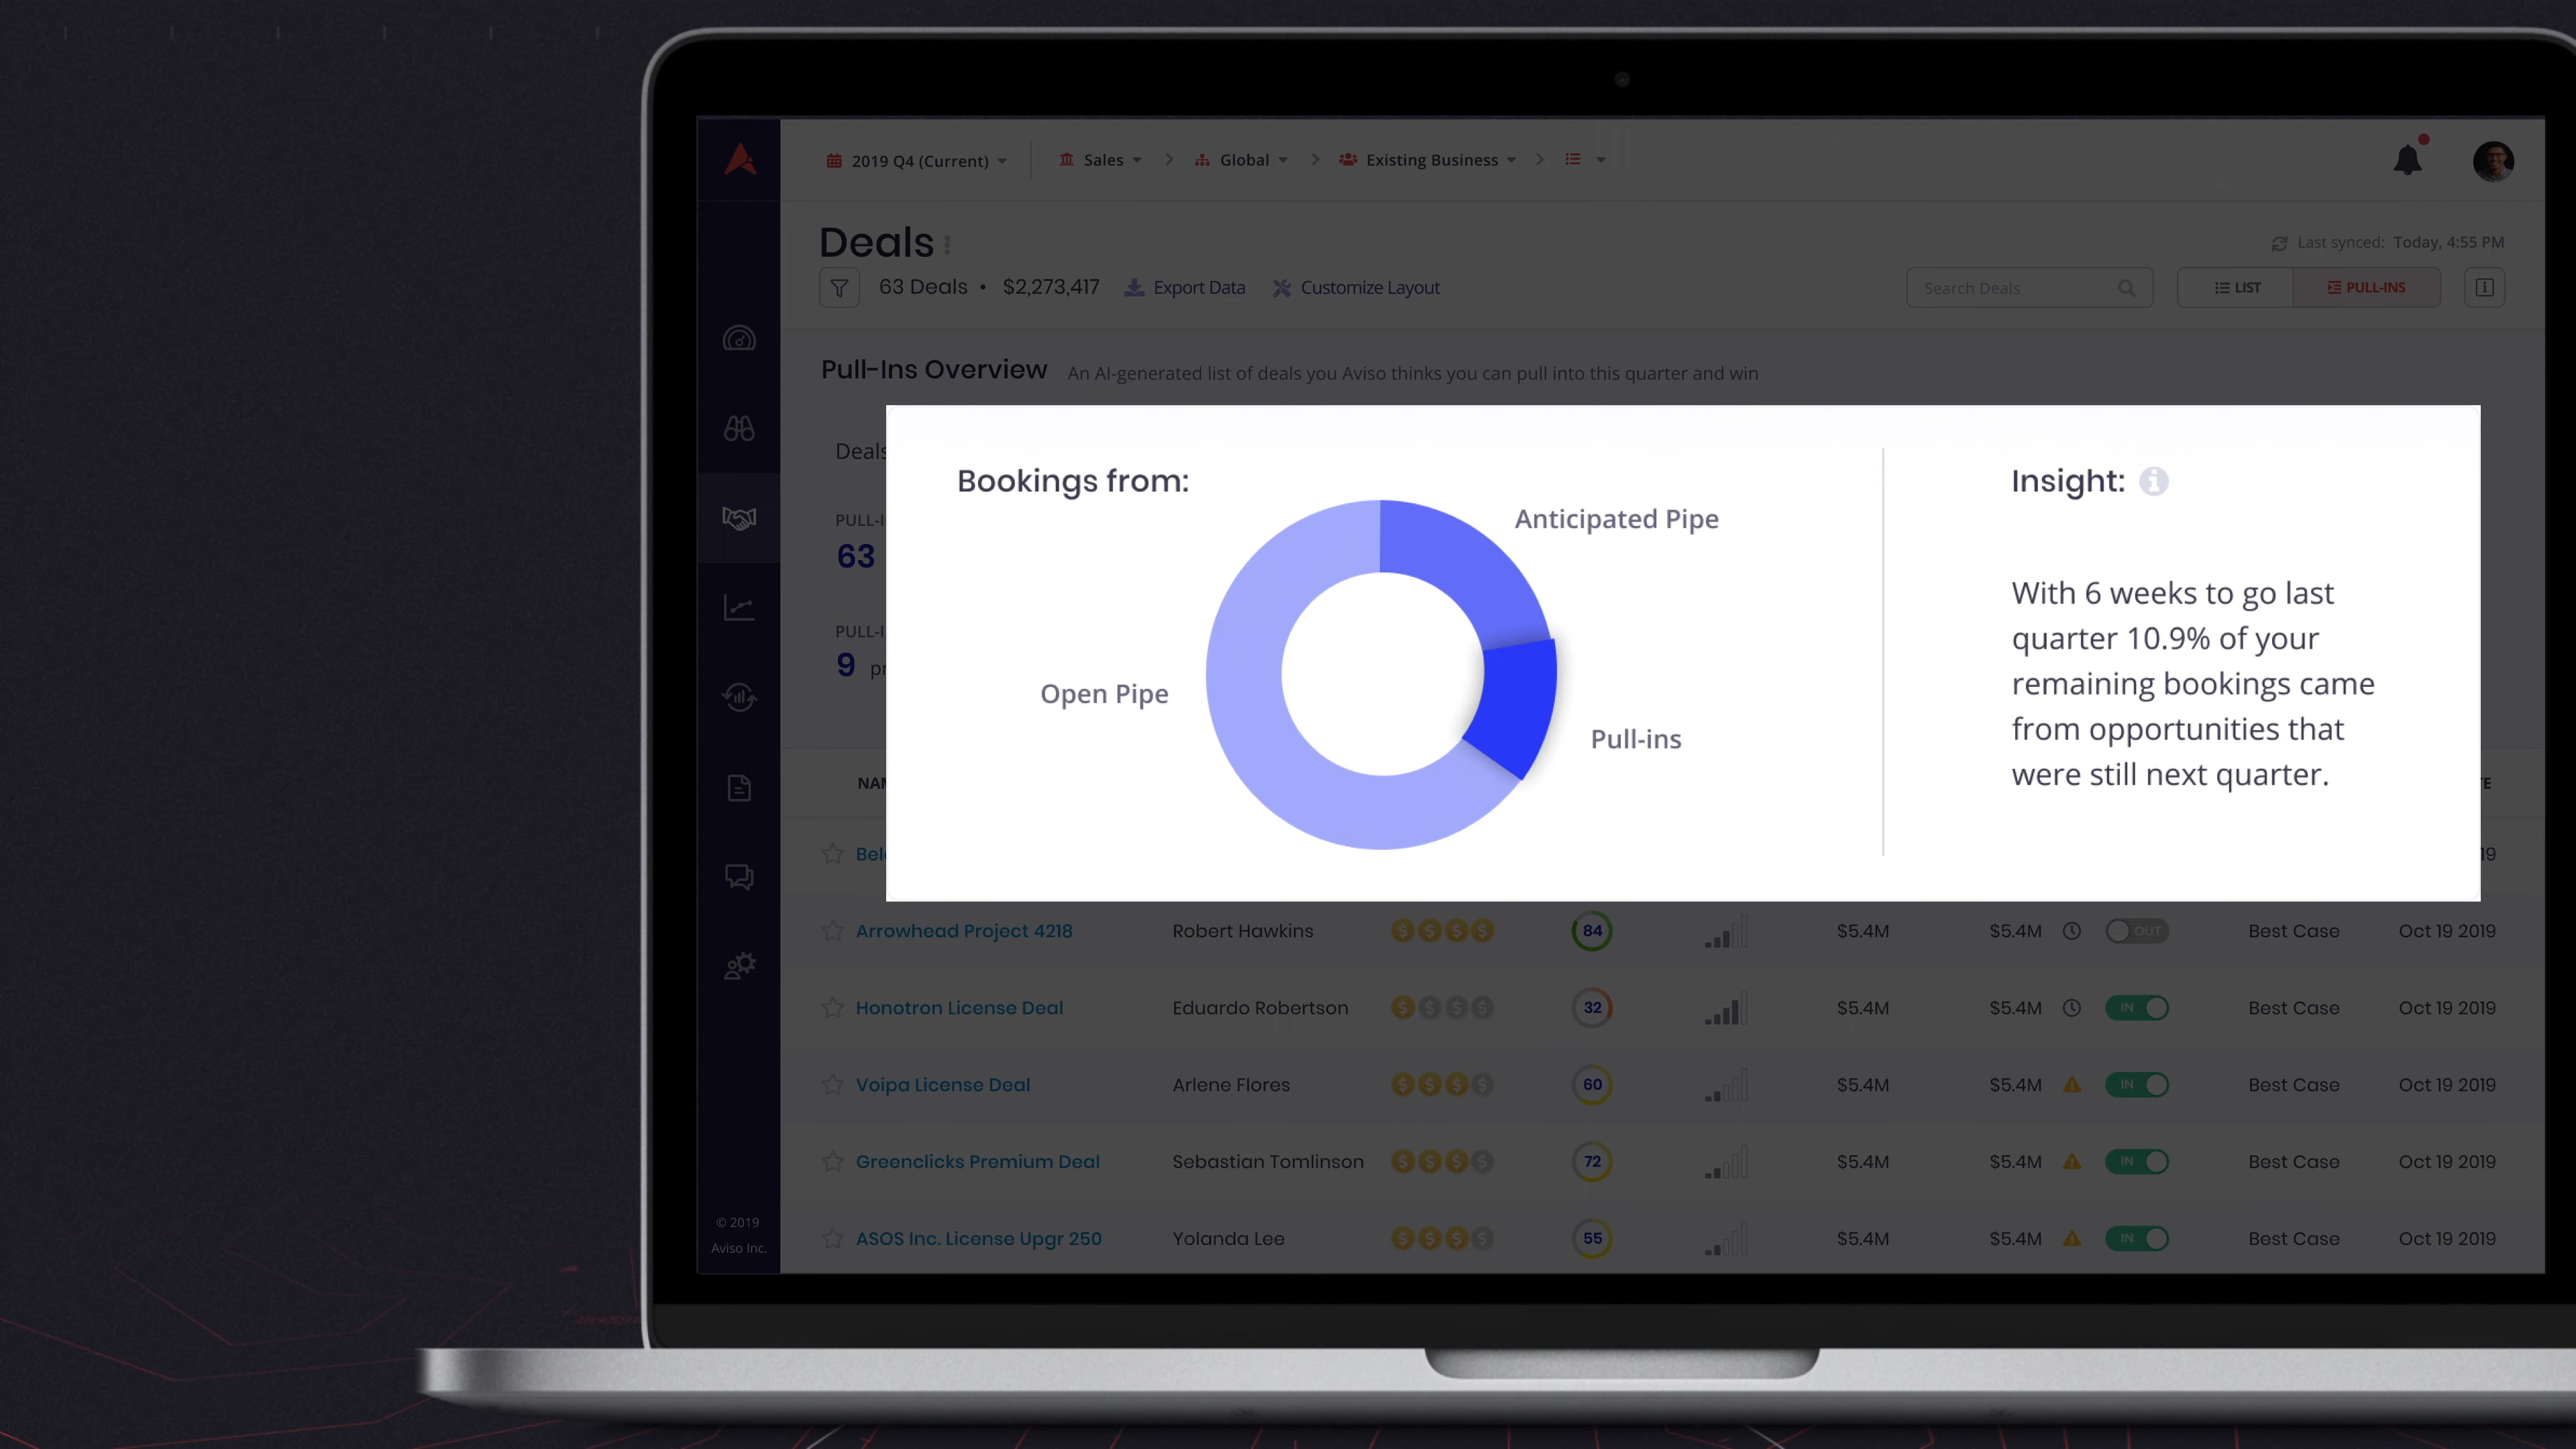 2019 Q4 (Current)
Sales
Global
Existing Business
Deals
Last synced: Today, 4:55 PM
63 Deals • $2,273,417
Export Data
Customize Layout
Search Deals
LIST
PULL-INS
Pull-Ins Overview
An AI-generated list of deals you Aviso thinks you can pull into this quarter and win
Deals
63
9
Bookings from:
Anticipated Pipe
Open Pipe
Pull-ins
Insight:
With 6 weeks to go last
quarter 10.9% of your
remaining bookings came
from opportunities that
were still next quarter.
Arrowhead Project 4218 Robert Hawkins $ $ $ $ 84 $5.4M $5.4M OUT Best Case Oct 19 2019
Honotron License Deal Eduardo Robertson $ $ $ $ 32 $5.4M $5.4M IN Best Case Oct 19 2019
Voipa License Deal Arlene Flores $ $ $ $ 60 $5.4M $5.4M IN Best Case Oct 19 2019
Greenclicks Premium Deal Sebastian Tomlinson $ $ $ $ 72 $5.4M $5.4M IN Best Case Oct 19 2019
ASOS Inc. License Upgr 250 Yolanda Lee $ $ $ $ 55 $5.4M $5.4M IN Best Case Oct 19 2019
© 2019
Aviso Inc.